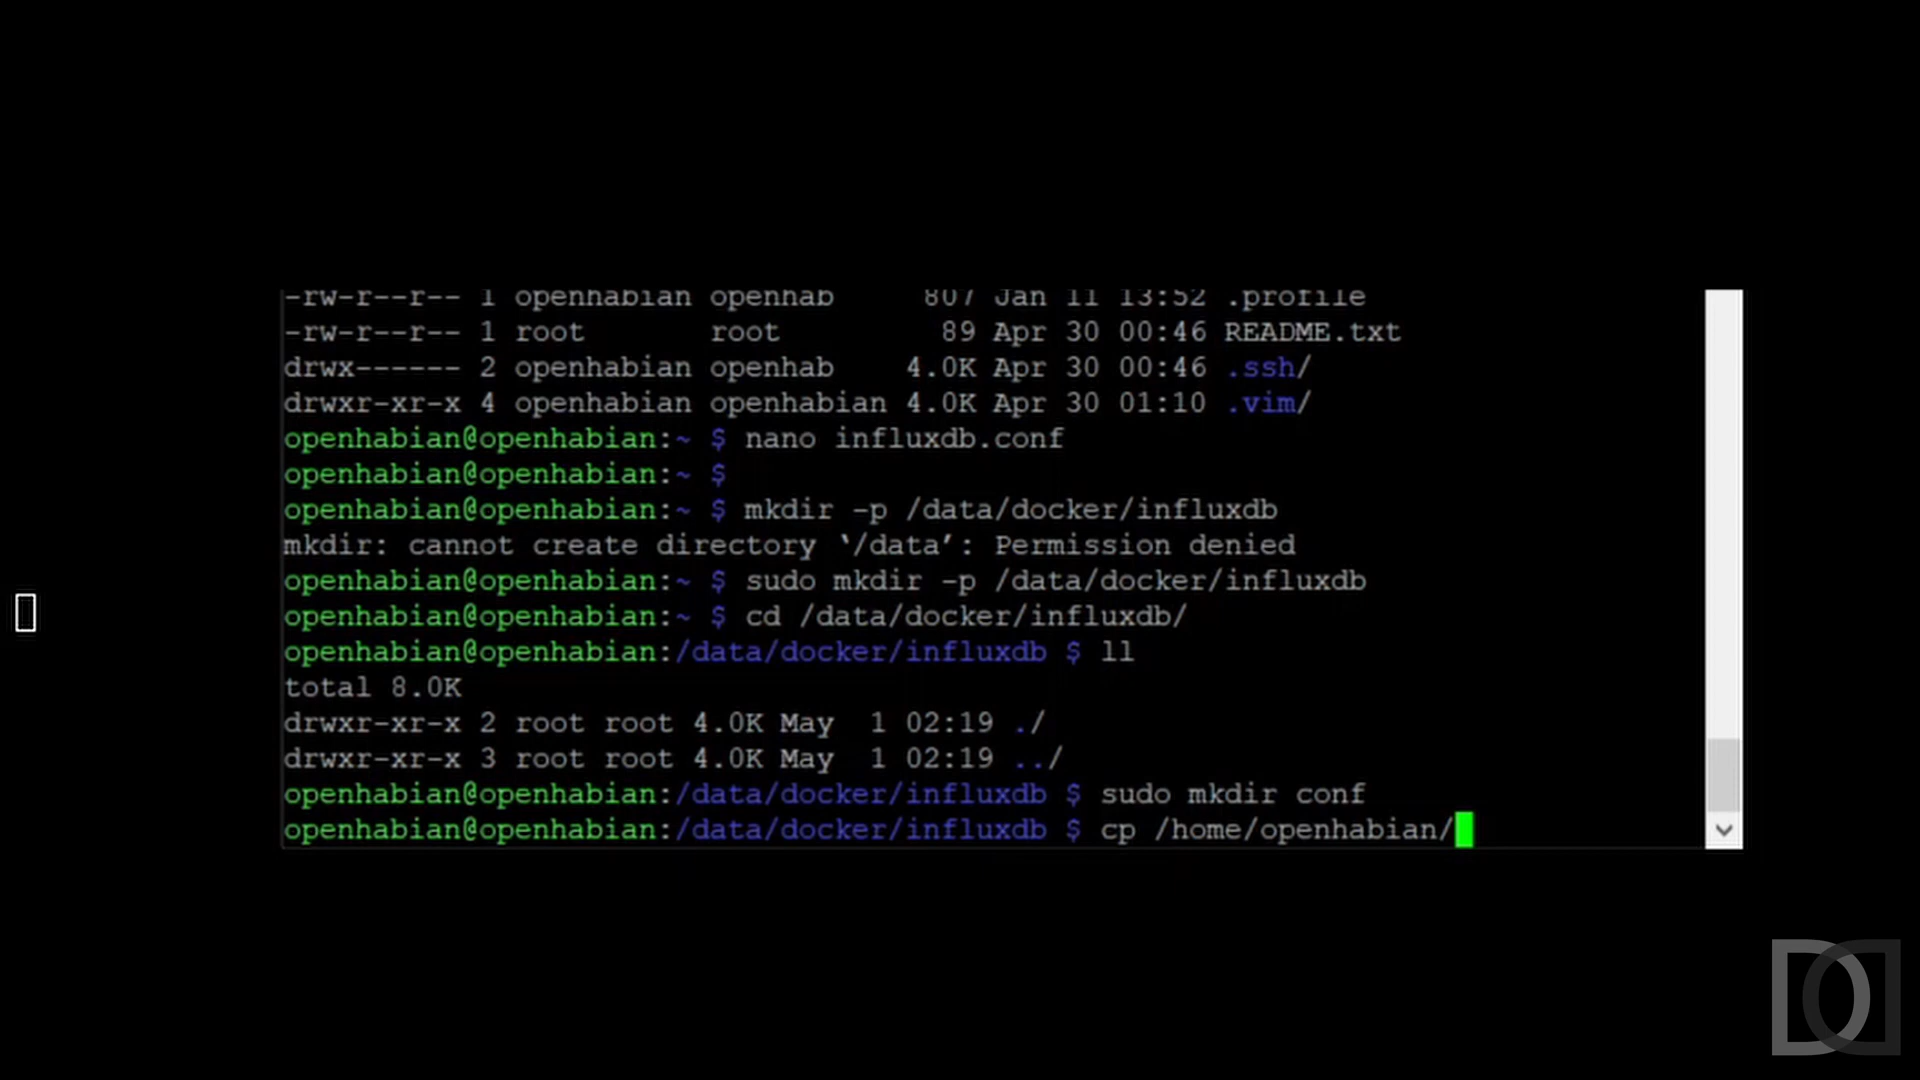 -rw-r--r-- 1 openhabian openhab     807 Jan 11 13:52 .profile
-rw-r--r-- 1 root       root         89 Apr 30 00:46 README.txt
drwx------ 2 openhabian openhab    4.0K Apr 30 00:46 .ssh/
drwxr-xr-x 4 openhabian openhabian 4.0K Apr 30 01:10 .vim/
openhabian@openhabian:~ $ nano influxdb.conf
openhabian@openhabian:~ $
openhabian@openhabian:~ $ mkdir -p /data/docker/influxdb
mkdir: cannot create directory ‘/data’: Permission denied
openhabian@openhabian:~ $ sudo mkdir -p /data/docker/influxdb
openhabian@openhabian:~ $ cd /data/docker/influxdb/
openhabian@openhabian:/data/docker/influxdb $ ll
total 8.0K
drwxr-xr-x 2 root root 4.0K May  1 02:19 ./
drwxr-xr-x 3 root root 4.0K May  1 02:19 ../
openhabian@openhabian:/data/docker/influxdb $ sudo mkdir conf
openhabian@openhabian:/data/docker/influxdb $ cp /home/openhabian/